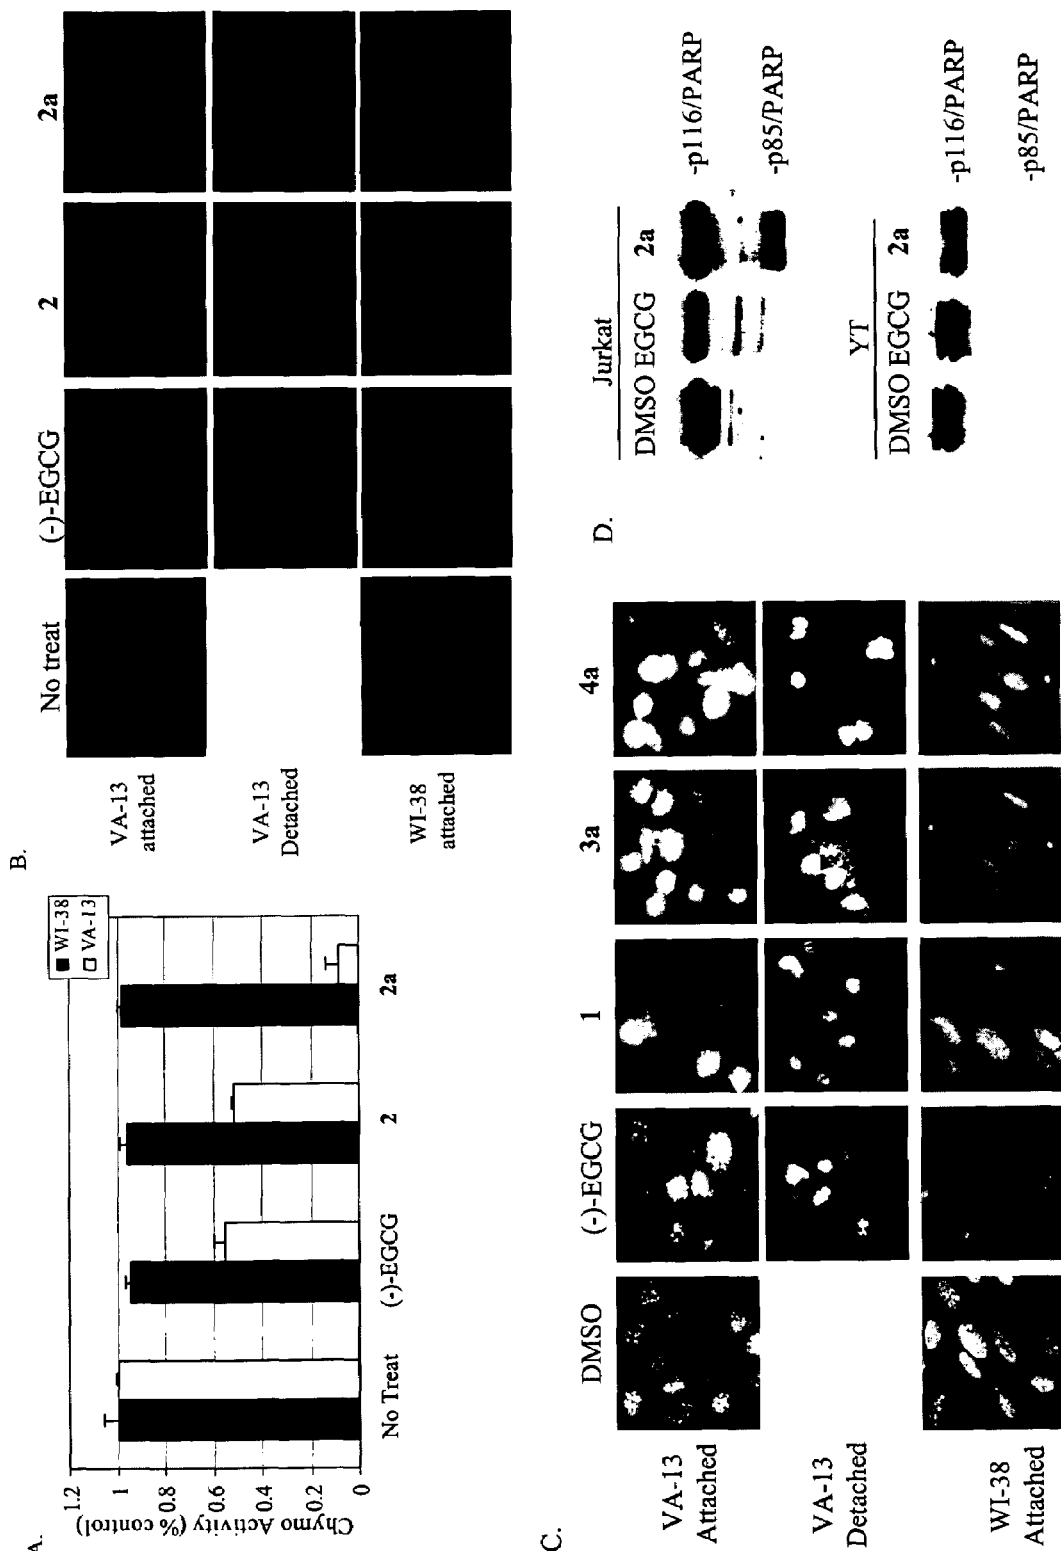 A.
Chymo Activity (% control)
1.2
1
0.8
0.6
0.4
0.2
0
WI-38
VA-13
No Treat
(-)-EGCG
2
2a
B.
No treat
(-)-EGCG
2
2a
VA-13
attached
VA-13
Detached
WI-38
attached
C.
DMSO
(-)-EGCG
1
3a
4a
VA-13
Attached
VA-13
Detached
WI-38
Attached
D.
Jurkat
DMSO EGCG 2a
-p116/PARP
-p85/PARP
YT
DMSO EGCG 2a
-p116/PARP
-p85/PARP